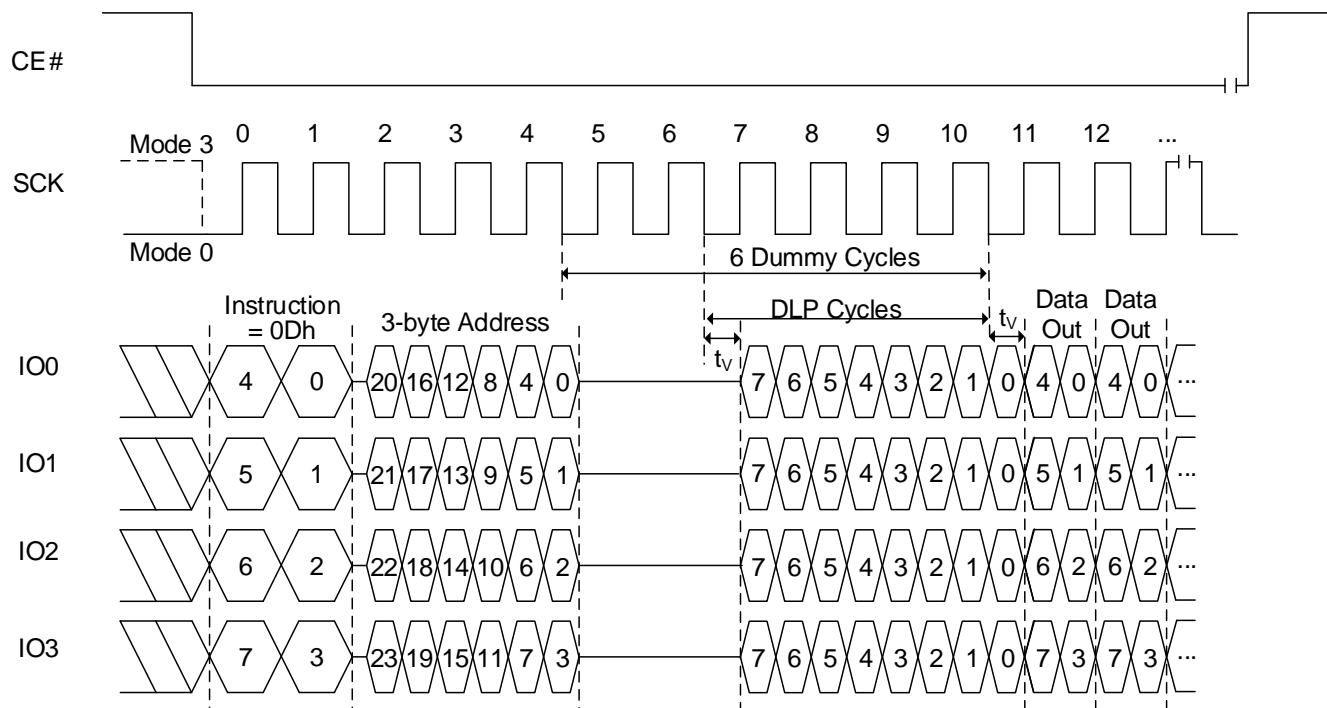 CE#
0 1 2 3 4 5 6 7 8 9 10 11 12 ...
Mode 3
SCK
Mode 0
6 Dummy Cycles
Instruction
= 0Dh
3-byte Address
DLP Cycles
Data
Out
Data
Out
tV
tV
IO0 4 0 20 16 12 8 4 0 7 6 5 4 3 2 1 0 4 0 4 0 ...
IO1 5 1 21 17 13 9 5 1 7 6 5 4 3 2 1 0 5 1 5 1 ...
IO2 6 2 22 18 14 10 6 2 7 6 5 4 3 2 1 0 6 2 6 2 ...
IO3 7 3 23 19 15 11 7 3 7 6 5 4 3 2 1 0 7 3 7 3 ...